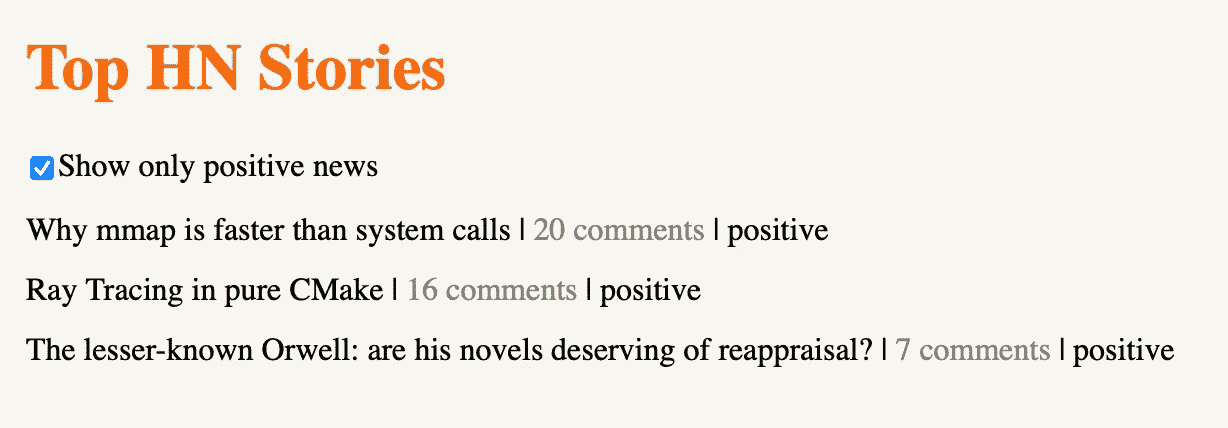 Top HN Stories
Show only positive news
Why mmap is faster than system calls | 20 comments | positive
Ray Tracing in pure CMake | 16 comments | positive
The lesser-known Orwell: are his novels deserving of reappraisal? | 7 comments | positive